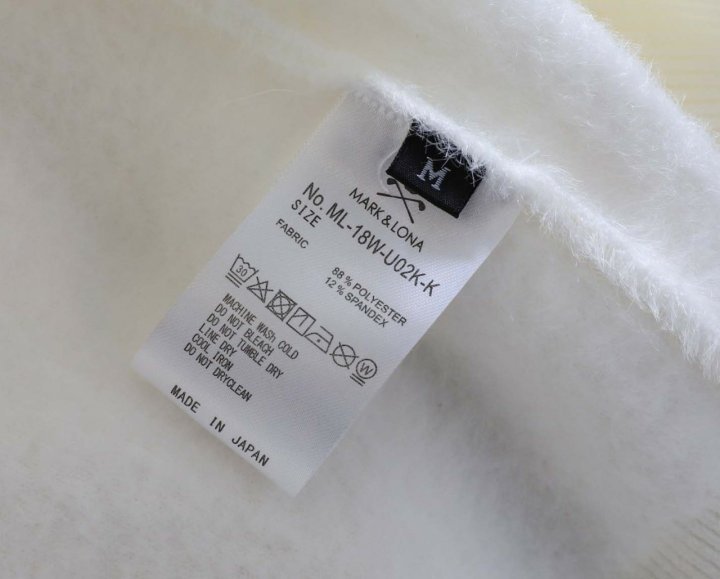 M
MARK&LONA
No. ML-18W-U02K-K
SIZE
FABRIC
88% POLYESTER
12% SPANDEX
30
W
MACHINE WASH COLD
DO NOT BLEACH
DO NOT TUMBLE DRY
LINE DRY
COOL IRON
DO NOT DRYCLEAN
MADE IN JAPAN